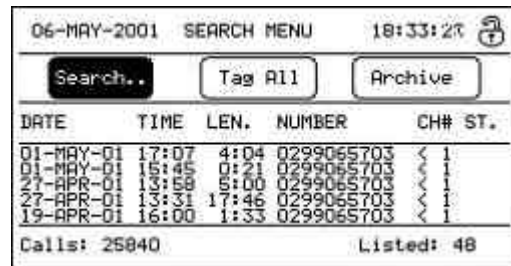 06-MAY-2001 SEARCH MENU 18:33:27
Search.. Tag All Archive
DATE TIME LEN. NUMBER CH# ST.
01-MAY-01 17:07 4:04 0299065703 < 1
01-MAY-01 15:45 0:21 0299065703 < 1
27-APR-01 13:58 5:00 0299065703 < 1
27-APR-01 13:31 17:46 0299065703 < 1
19-APR-01 16:00 1:33 0299065703 < 1
Calls: 25840 Listed: 48